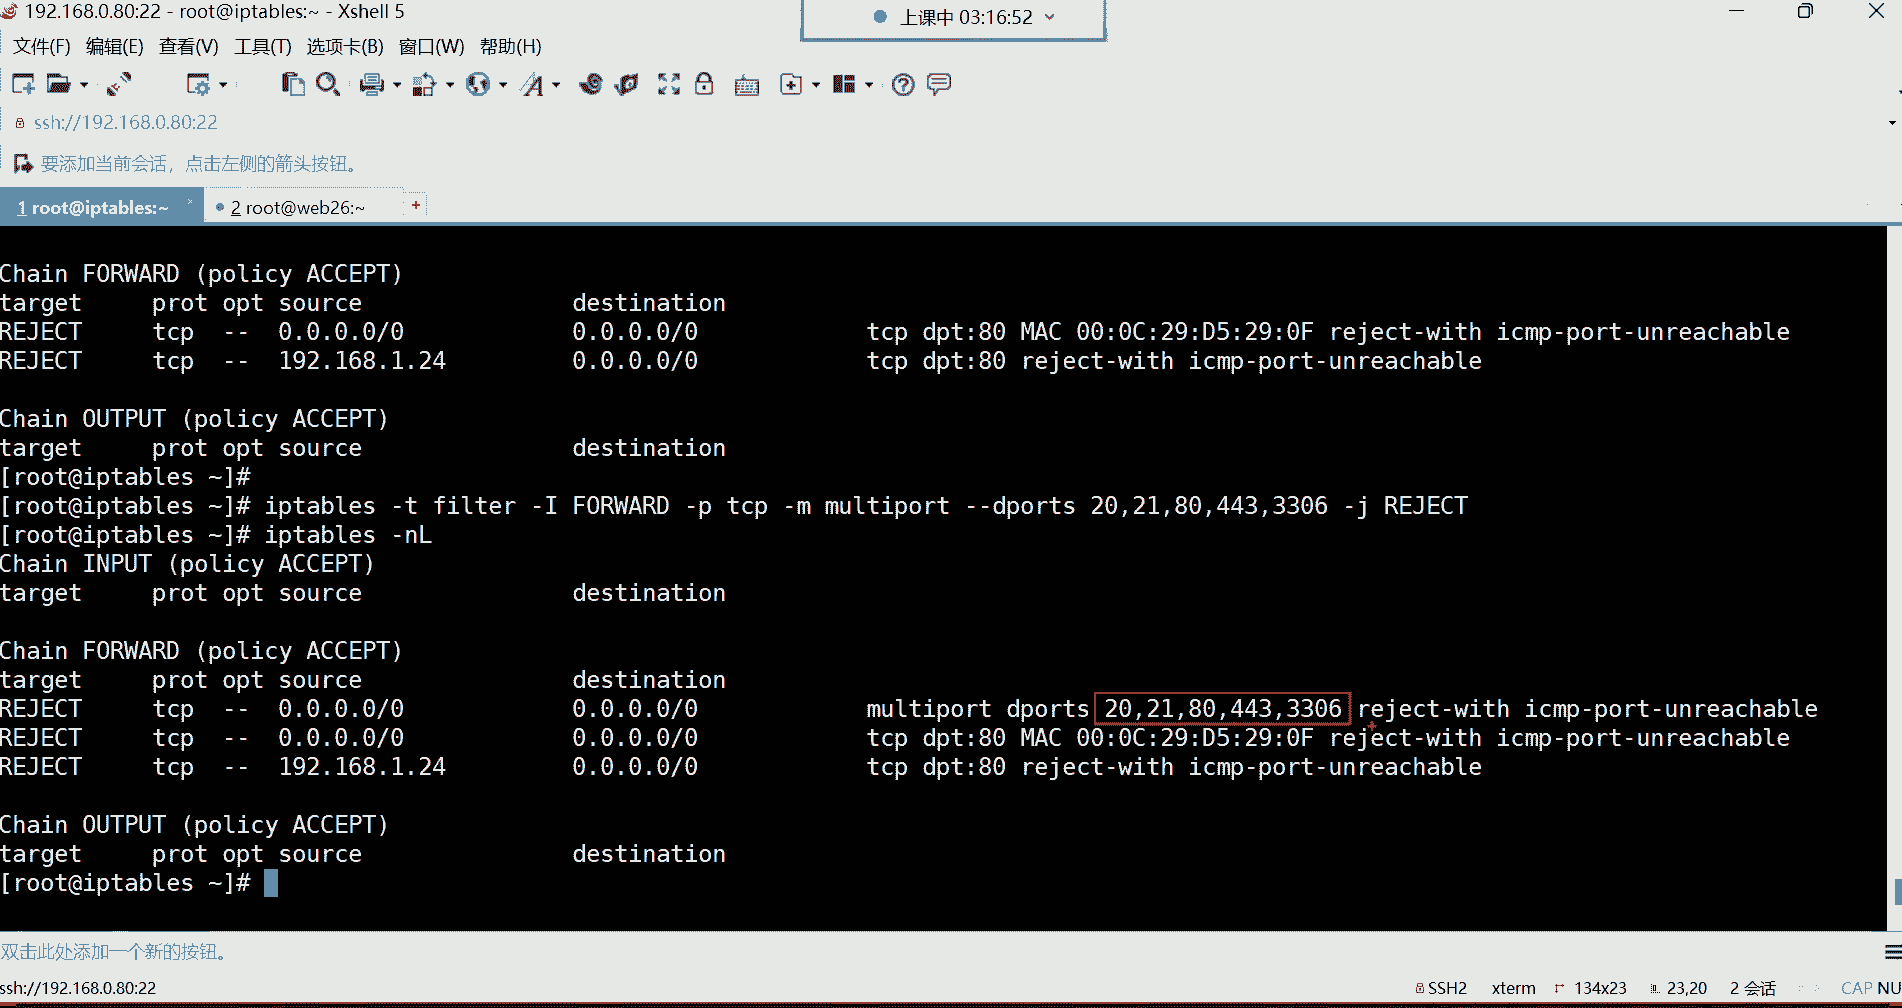 192.168.0.80:22 - root@iptables:~ - Xshell 5
上课中 03:16:52
文件(F) 编辑(E) 查看(V) 工具(T) 选项卡(B) 窗口(W) 帮助(H)
ssh://192.168.0.80:22
要添加当前会话，点击左侧的箭头按钮。
1 root@iptables:~ × 2 root@web26:~ +
Chain FORWARD (policy ACCEPT)
target     prot opt source               destination
REJECT     tcp  --  0.0.0.0/0            0.0.0.0/0            tcp dpt:80 MAC 00:0C:29:D5:29:0F reject-with icmp-port-unreachable
REJECT     tcp  --  192.168.1.24         0.0.0.0/0            tcp dpt:80 reject-with icmp-port-unreachable
Chain OUTPUT (policy ACCEPT)
target     prot opt source               destination
[root@iptables ~]#
[root@iptables ~]# iptables -t filter -I FORWARD -p tcp -m multiport --dports 20,21,80,443,3306 -j REJECT
[root@iptables ~]# iptables -nL
Chain INPUT (policy ACCEPT)
target     prot opt source               destination
Chain FORWARD (policy ACCEPT)
target     prot opt source               destination
REJECT     tcp  --  0.0.0.0/0            0.0.0.0/0            multiport dports 20,21,80,443,3306 reject-with icmp-port-unreachable
REJECT     tcp  --  0.0.0.0/0            0.0.0.0/0            tcp dpt:80 MAC 00:0C:29:D5:29:0F reject-with icmp-port-unreachable
REJECT     tcp  --  192.168.1.24         0.0.0.0/0            tcp dpt:80 reject-with icmp-port-unreachable
Chain OUTPUT (policy ACCEPT)
target     prot opt source               destination
[root@iptables ~]#
双击此处添加一个新的按钮。
ssh://192.168.0.80:22 SSH2 xterm 134x23 23,20 2 会话 CAP NU